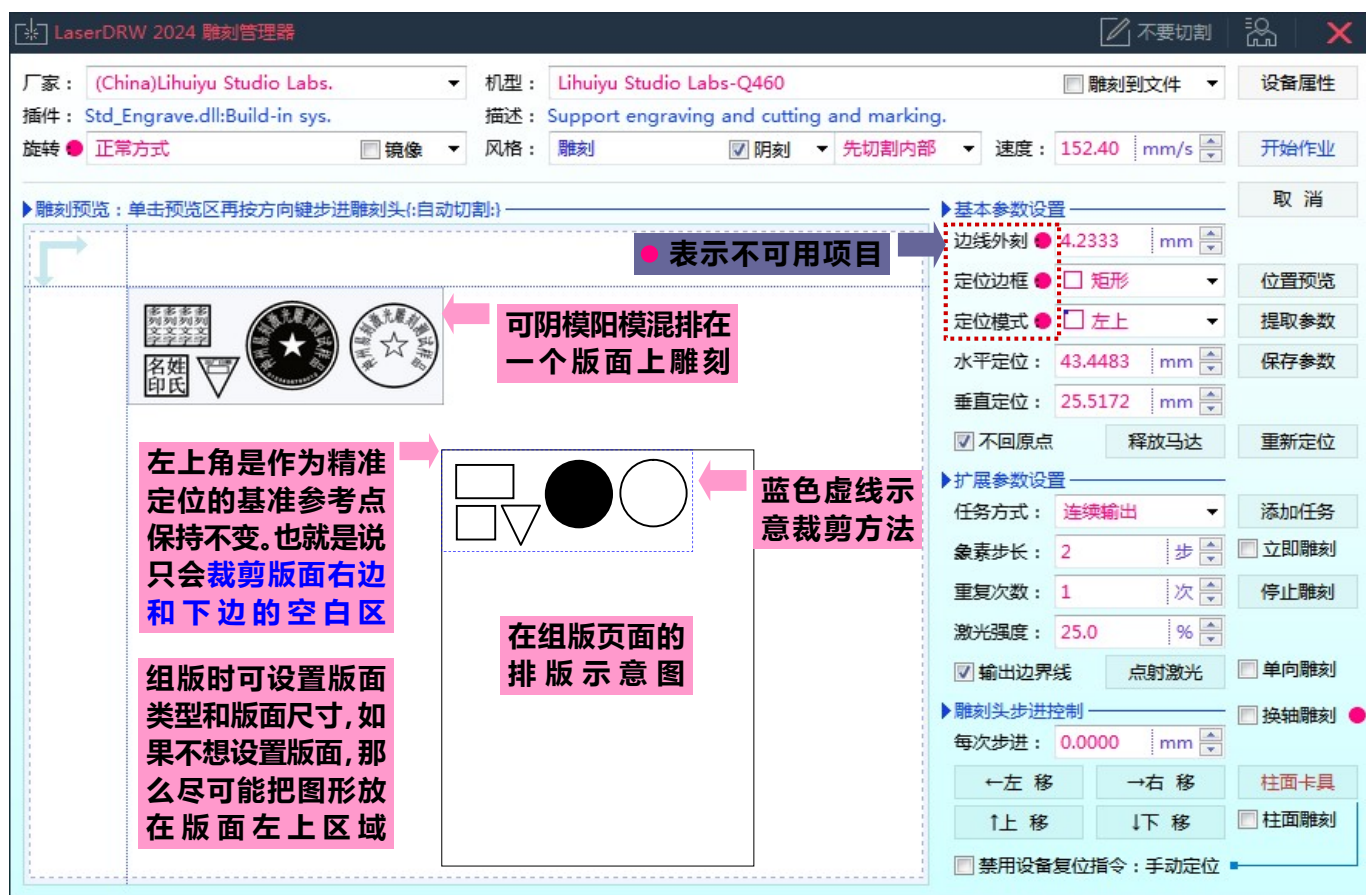 LaserDRW 2024 雕刻管理器
不要切割
厂家： (China)Lihuiyu Studio Labs.
机型： Lihuiyu Studio Labs-Q460
雕刻到文件
设备属性
插件： Std_Engrave.dll:Build-in sys.
描述： Support engraving and cutting and marking.
旋转 正常方式
镜像
风格： 雕刻
阴刻
先切割内部
速度： 152.40 mm/s
开始作业
取 消
雕刻预览：单击预览区再按方向键步进雕刻头{:自动切割:}
基本参数设置
边线外刻 4.2333 mm
表示不可用项目
定位边框 矩形
位置预览
定位模式 左上
提取参数
水平定位： 43.4483 mm
保存参数
垂直定位： 25.5172 mm
不回原点
释放马达
重新定位
多多多多
列列列列
文文文文
字字字字
名姓
印氏
可阴模阳模混排在
一个版面上雕刻
左上角是作为精准
定位的基准参考点
保持不变。也就是说
只会裁剪版面右边
和下边的空白区
蓝色虚线示
意裁剪方法
在组版页面的
排版示意图
组版时可设置版面
类型和版面尺寸，如
果不想设置版面，那
么尽可能把图形放
在版面左上区域
扩展参数设置
任务方式： 连续输出
添加任务
象素步长： 2 步
立即雕刻
重复次数： 1 次
停止雕刻
激光强度： 25.0 %
输出边界线
点射激光
单向雕刻
雕刻头步进控制
换轴雕刻
每次步进： 0.0000 mm
←左 移
→右 移
柱面卡具
↑上 移
↓下 移
柱面雕刻
禁用设备复位指令：手动定位